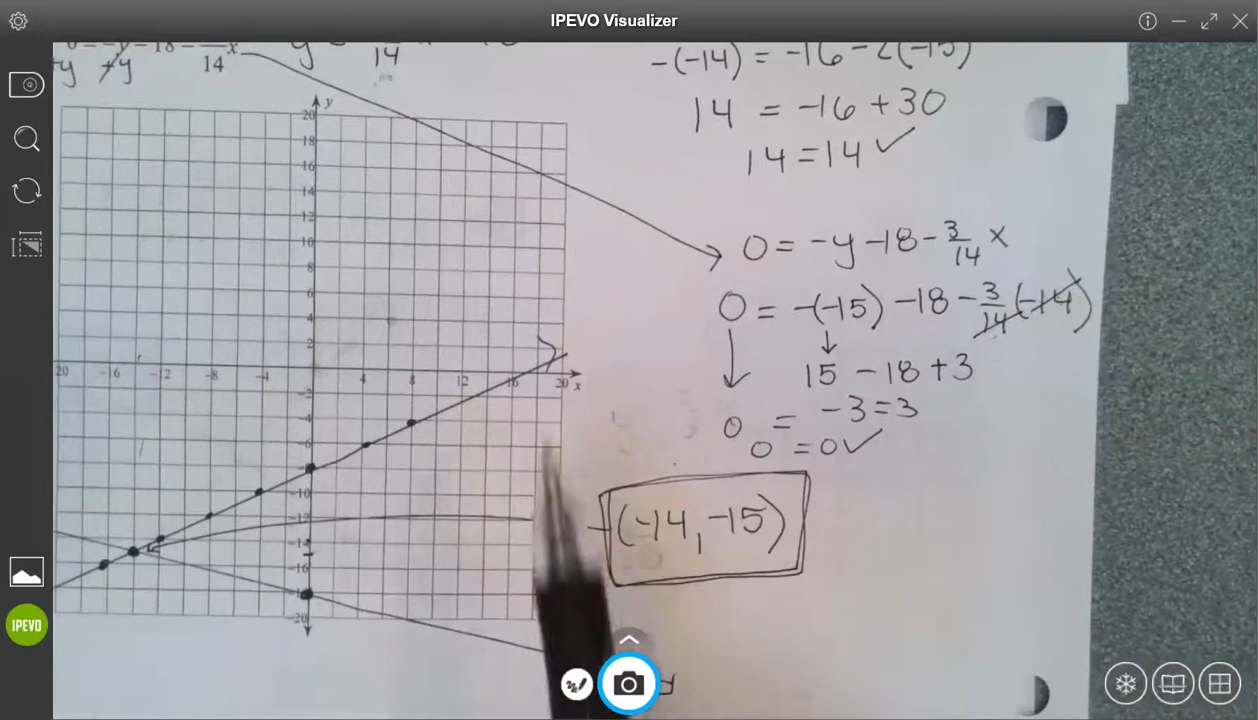 IPEVO Visualizer
-y -18 - x
+y +y 14
y 14
-(-14) = -16 -2(-15)
14 = -16 + 30
14 = 14 ✓
0 = -y -18 - 3/14 x
0 = -(-15) -18 - 3/14 (-14)
15 - 18 + 3
0 = -3 = 3
0 = 0 ✓
(-14, -15)
y
20
18
16
14
12
10
8
6
4
2
20 -16 -12 -8 -4 4 8 12 16 20 x
-2
-4
-6
-8
-10
-12
-14
-16
-20
IPEVO